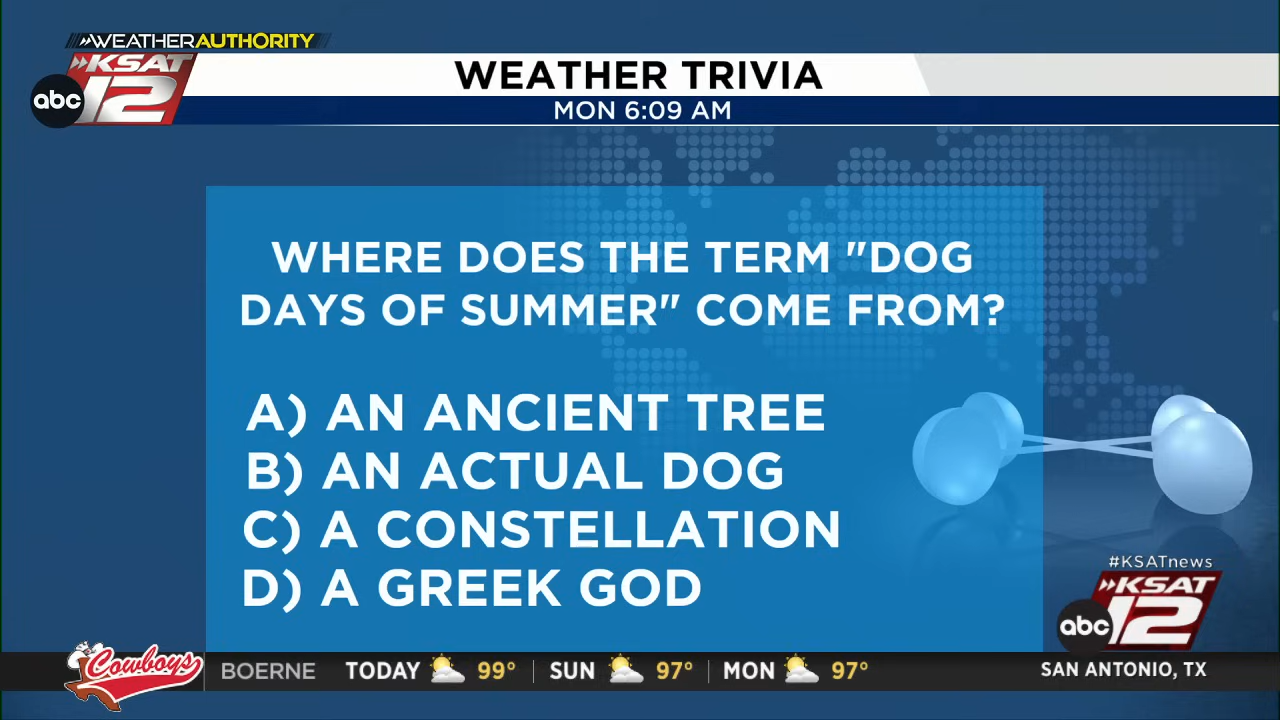 WEATHERAUTHORITY
KSAT
abc 12
WEATHER TRIVIA
MON 6:09 AM
WHERE DOES THE TERM "DOG
DAYS OF SUMMER" COME FROM?
A) AN ANCIENT TREE
B) AN ACTUAL DOG
C) A CONSTELLATION
D) A GREEK GOD
#KSATnews
KSAT
abc 12
Cowboys BOERNE TODAY 99° SUN 97° MON 97° SAN ANTONIO, TX